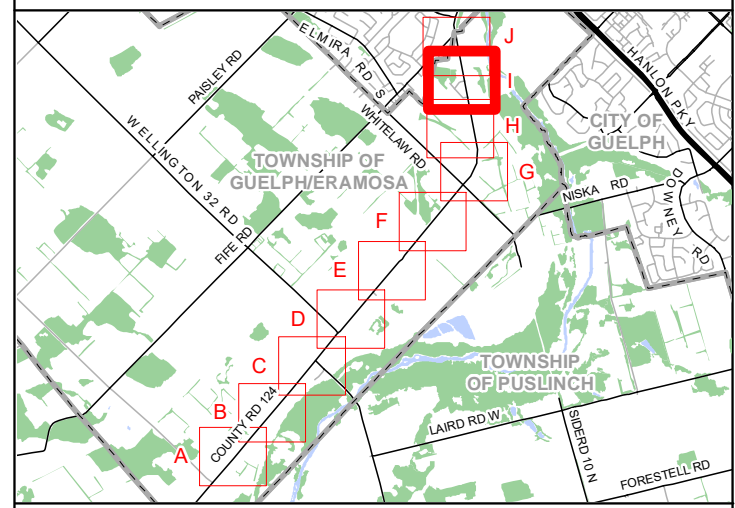 J
ELMIRA RD S
I
HANLON PKY
PAISLEY RD
H
CITY OF
GUELPH
WHITELAW RD
WELLINGTON 32 RD
TOWNSHIP OF
GUELPH/ERAMOSA
G
NISKA RD
DOWNEY RD
F
FIFE RD
E
D
C
TOWNSHIP
OF PUSLINCH
B
COUNTY RD 124
LAIRD RD W
SIDERD 10 N
A
FORESTELL RD